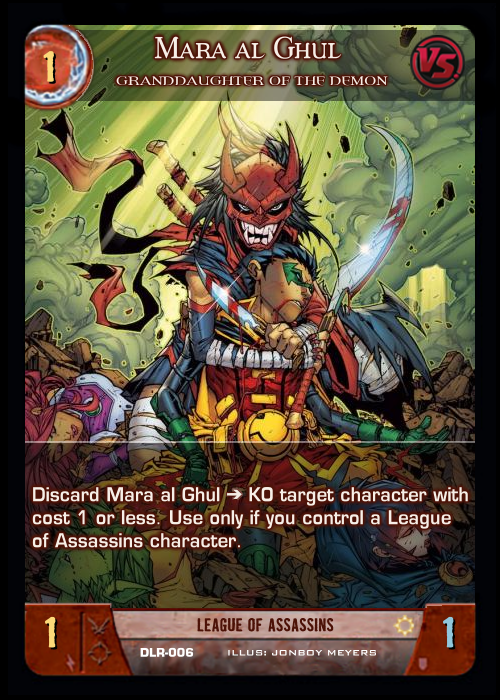 1
Mara al Ghul
VS
Granddaughter of the Demon
Discard Mara al Ghul ➔ KO target character with
cost 1 or less. Use only if you control a League
of Assassins character.
1
LEAGUE OF ASSASSINS
1
DLR-006 ILLUS: JONBOY MEYERS